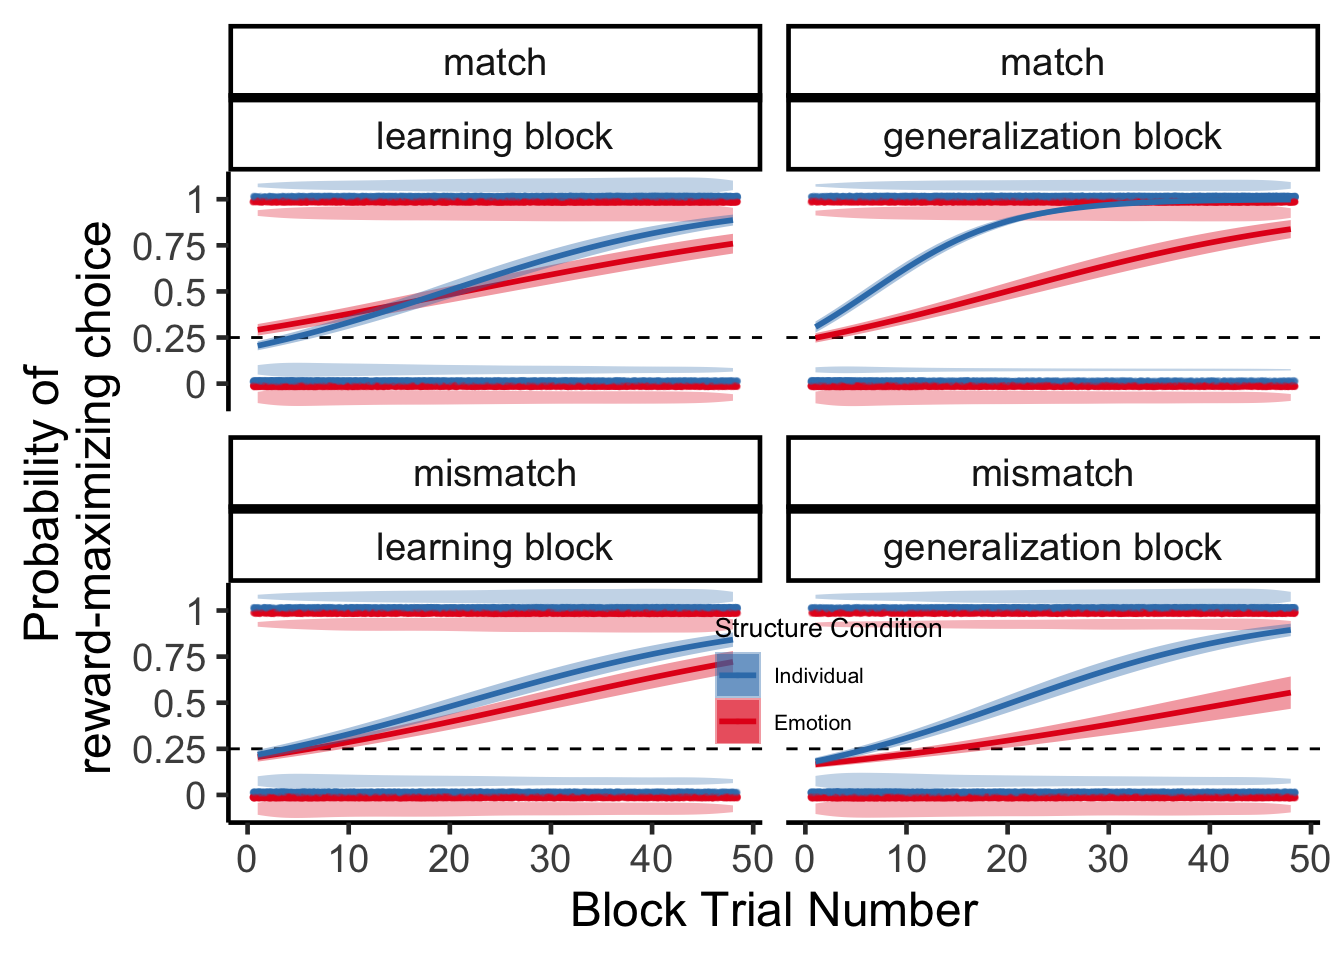 match
match
learning block
generalization block
1
0.75
0.5
0.25
0
Probability of
reward-maximizing choice
mismatch
mismatch
learning block
generalization block
1
0.75
0.5
0.25
0
Structure Condition
Individual
Emotion
0 10 20 30 40 50
0 10 20 30 40 50
Block Trial Number